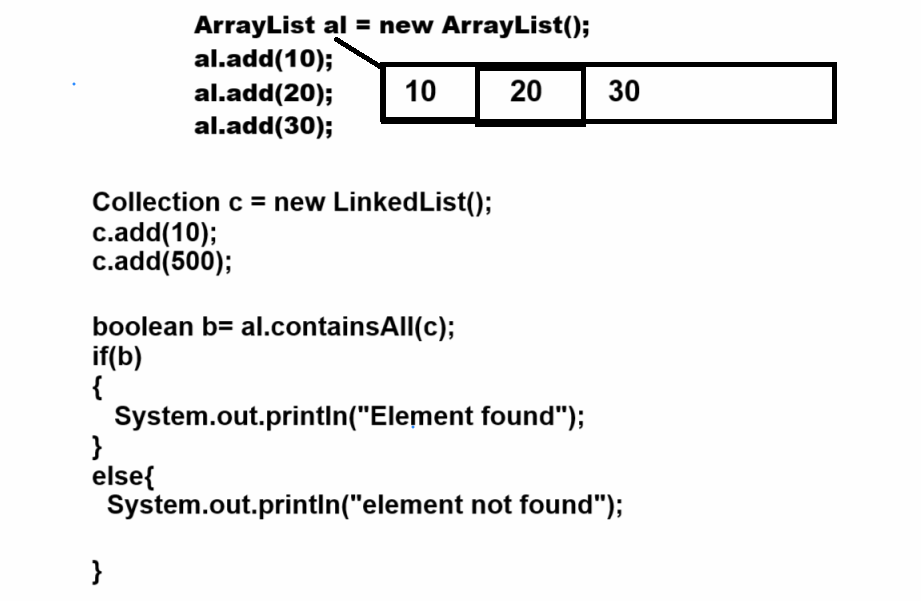 ArrayList al = new ArrayList();
al.add(10);
al.add(20);
al.add(30);
10 20 30
Collection c = new LinkedList();
c.add(10);
c.add(500);
boolean b= al.containsAll(c);
if(b)
{
System.out.println("Element found");
}
else{
System.out.println("element not found");
}